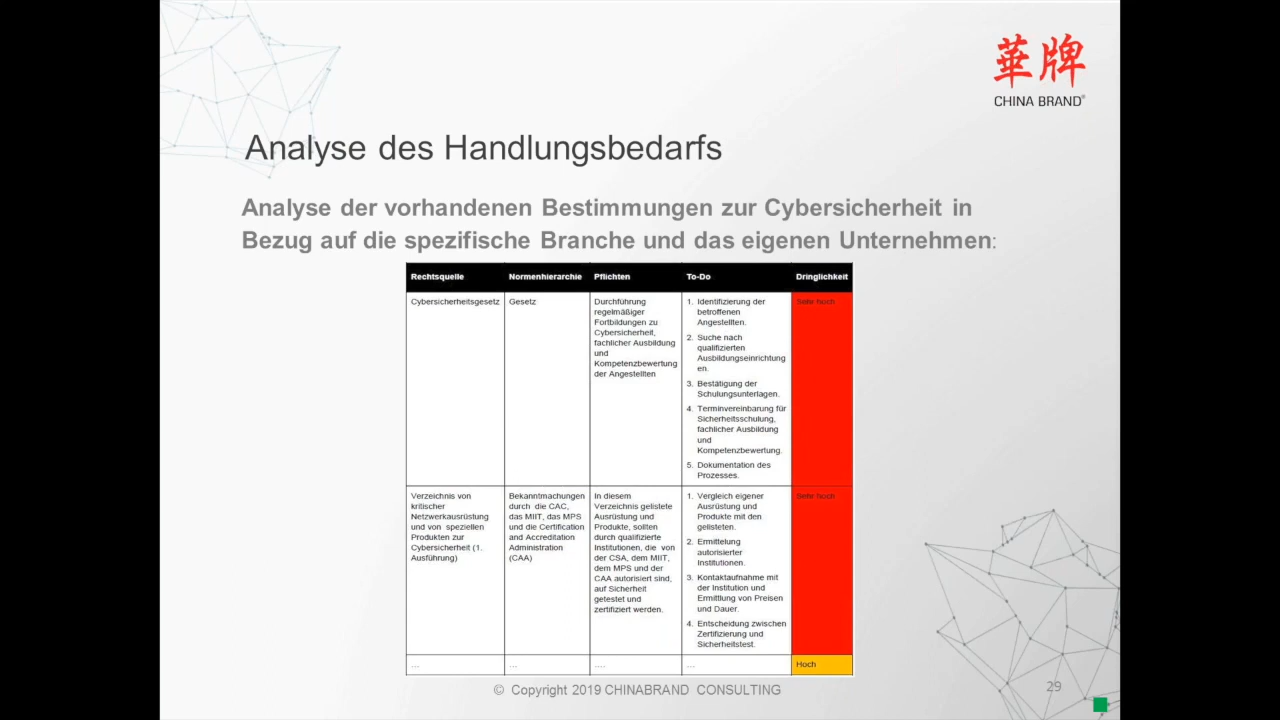 華牌
CHINA BRAND®
Analyse des Handlungsbedarfs
Analyse der vorhandenen Bestimmungen zur Cybersicherheit in
Bezug auf die spezifische Branche und das eigenen Unternehmen:
Rechtsquelle
Normenhierarchie
Pflichten
To-Do
Dringlichkeit
Cybersicherheitsgesetz
Gesetz
Durchführung
regelmäßiger
Fortbildungen zu
Cybersicherheit,
fachlicher Ausbildung
und
Kompetenzbewertung
der Angestellten
1. Identifizierung der
betroffenen
Angestellten.
2. Suche nach
qualifizierten
Ausbildungseinrichtung
en.
3. Bestätigung der
Schulungsunterlagen.
4. Terminvereinbarung für
Sicherheitsschulung,
fachlicher Ausbildung
und
Kompetenzbewertung.
5. Dokumentation des
Prozesses.
Sehr hoch
Verzeichnis von
kritischer
Netzwerkausrüstung
und von speziellen
Produkten zur
Cybersicherheit (1.
Ausführung)
Bekanntmachungen
durch die CAC,
das MIIT, das MPS
und die Certification
and Accreditation
Administration
(CAA)
In diesem
Verzeichnis gelistete
Ausrüstung und
Produkte, sollten
durch qualifizierte
Institutionen, die von
der CSA, dem MIIT,
dem MPS und der
CAA autorisiert sind,
auf Sicherheit
getestet und
zertifiziert werden.
1. Vergleich eigener
Ausrüstung und
Produkte mit den
gelisteten.
2. Ermittelung
autorisierter
Institutionen.
3. Kontaktaufnahme mit
der Institution und
Ermittlung von Preisen
und Dauer.
4. Entscheidung zwischen
Zertifizierung und
Sicherheitstest.
Sehr hoch
...
...
....
...
Hoch
© Copyright 2019 CHINABRAND CONSULTING
29